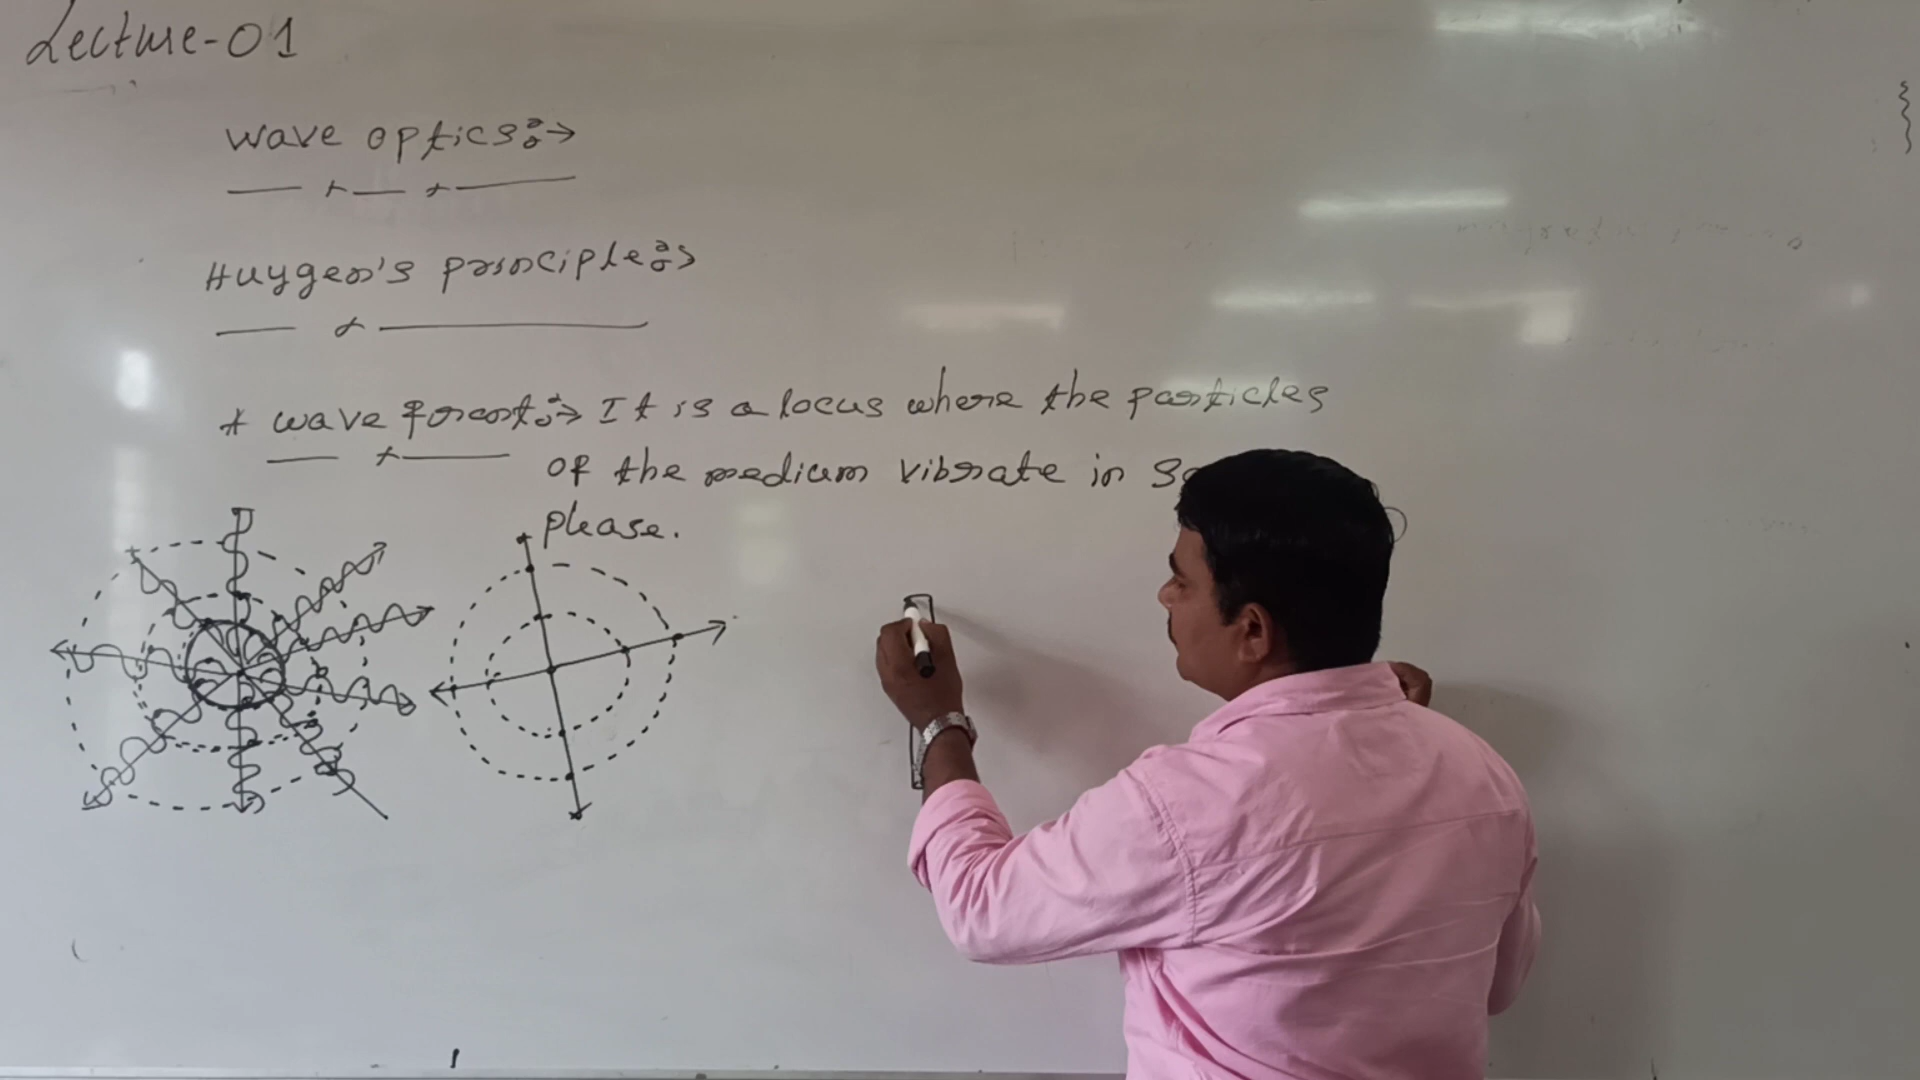 Lecture-01
Wave optics:→
Huygen's principle:→
* Wave front:→ It is a locus where the particles
of the medium vibrate in
please.